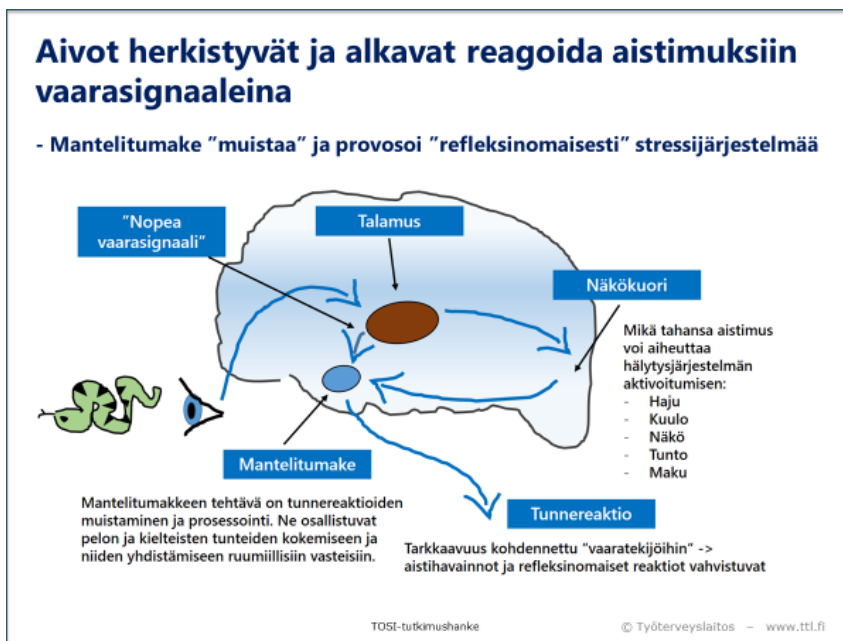 Aivot herkistyvät ja alkavat reagoida aistimuksiin
vaarasignaaleina
- Mantelitumake ”muistaa” ja provosoi ”refleksinomaisesti” stressijärjestelmää
”Nopea
vaarasignaali”
Talamus
Näkökuori
Mikä tahansa aistimus
voi aiheuttaa
hälytysjärjestelmän
aktivoitumisen:
- Haju
- Kuulo
- Näkö
- Tunto
- Maku
Mantelitumake
Mantelitumakkeen tehtävä on tunnereaktioiden
muistaminen ja prosessointi. Ne osallistuvat
pelon ja kielteisten tunteiden kokemiseen ja
niiden yhdistämiseen ruumiillisiin vasteisiin.
Tunnereaktio
Tarkkaavuus kohdennettu ”vaaratekijöihin” ->
aistihavainnot ja refleksinomaiset reaktiot vahvistuvat
TOSI-tutkimushanke
© Työterveyslaitos – www.ttl.fi